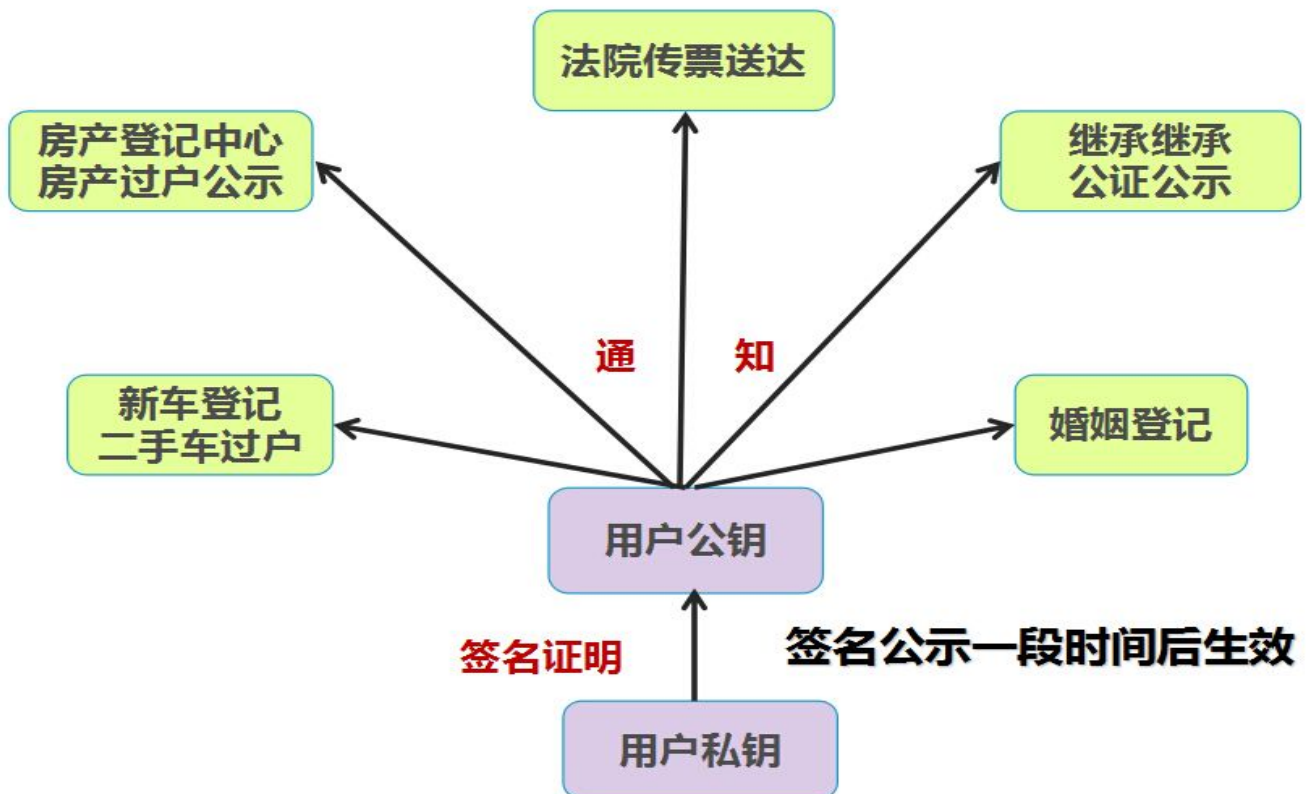 法院传票送达
房产登记中心
房产过户公示
继承继承
公证公示
通 知
新车登记
二手车过户
婚姻登记
用户公钥
签名证明
签名公示一段时间后生效
用户私钥